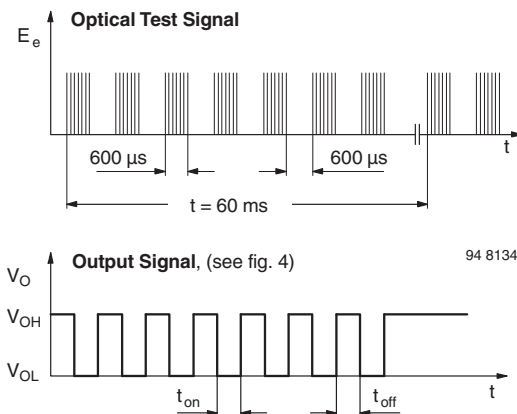 Optical Test Signal
E e
600 µs
600 µs
t
t = 60 ms
94 8134
Output Signal, (see fig. 4)
V O
V OH
V OL
t on
t off
t